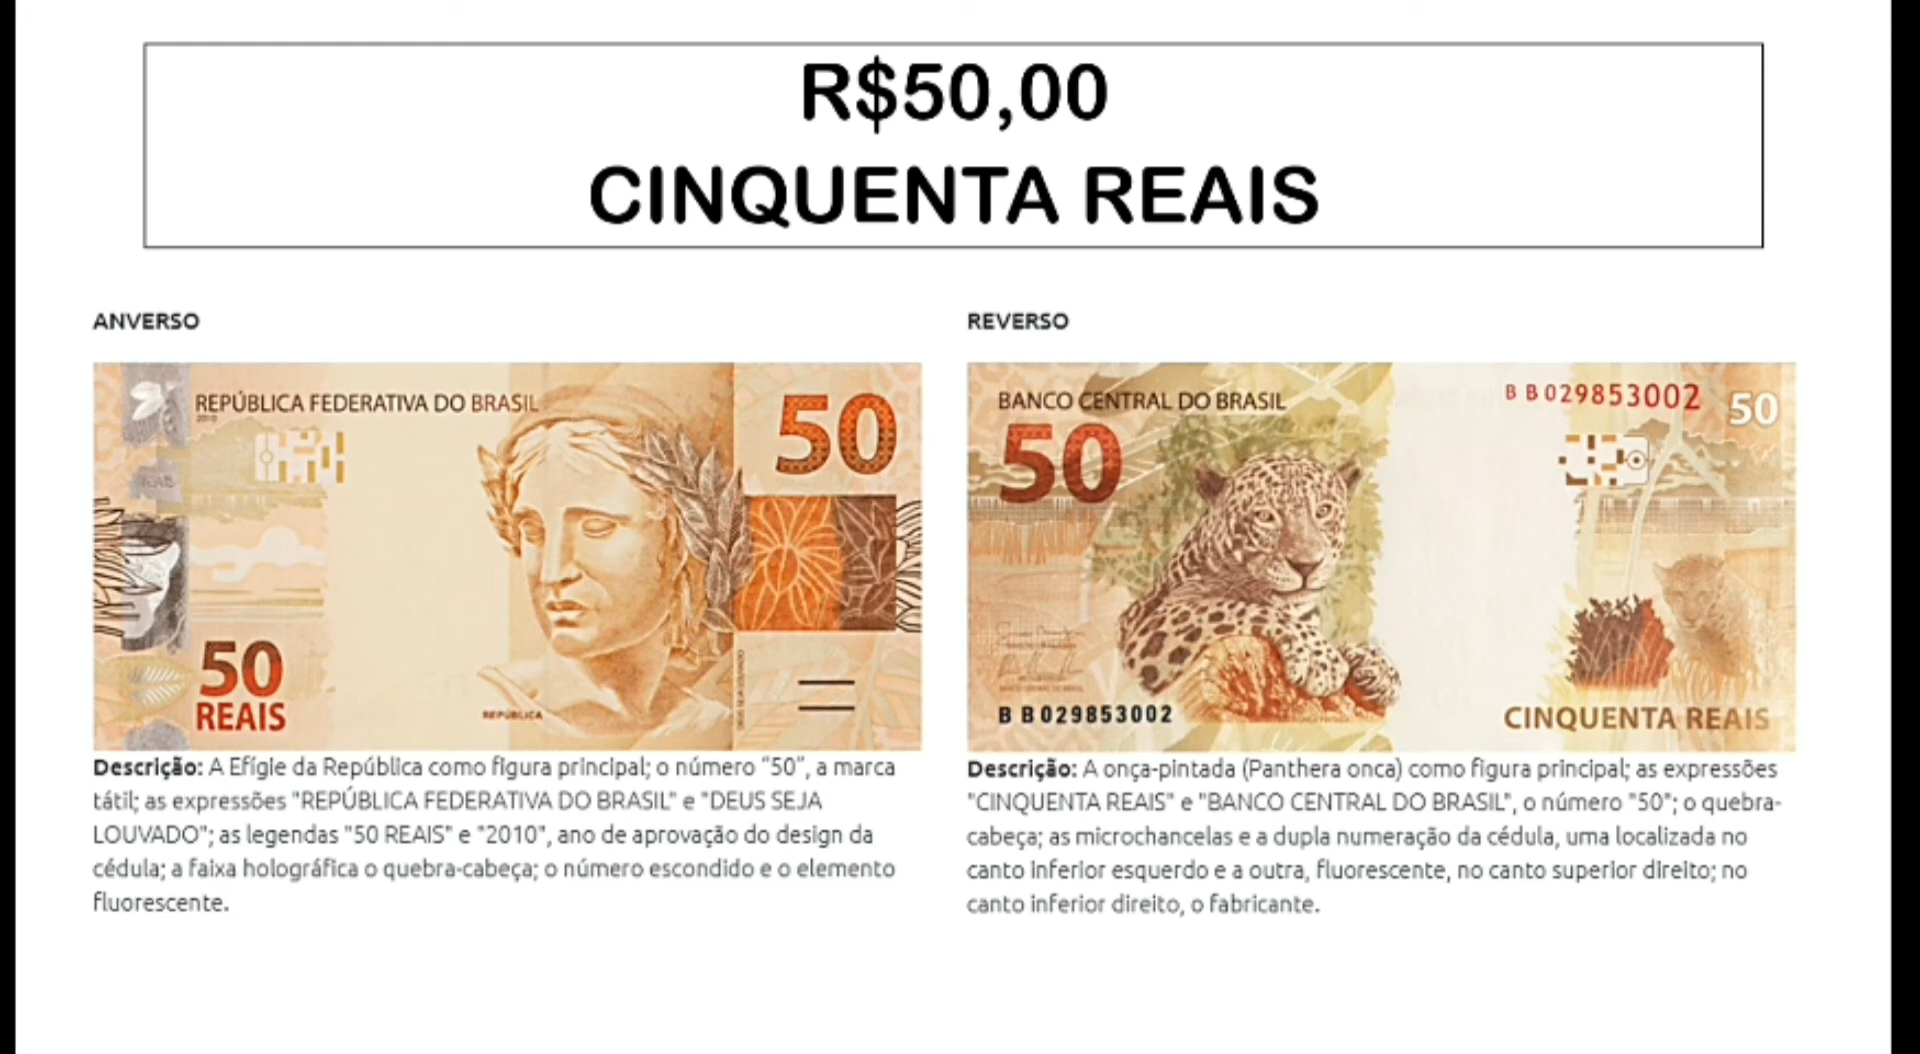 R$50,00
CINQUENTA REAIS
ANVERSO
REPÚBLICA FEDERATIVA DO BRASIL
2010
50
50
REAIS
REPÚBLICA
DEUS SEJA LOUVADO
Descrição: A Efígie da República como figura principal; o número "50", a marca
tátil; as expressões "REPÚBLICA FEDERATIVA DO BRASIL" e "DEUS SEJA
LOUVADO"; as legendas "50 REAIS" e "2010", ano de aprovação do design da
cédula; a faixa holográfica o quebra-cabeça; o número escondido e o elemento
fluorescente.
REVERSO
BANCO CENTRAL DO BRASIL
50
B B 029853002
50
B B 029853002
CINQUENTA REAIS
Descrição: A onça-pintada (Panthera onca) como figura principal; as expressões
"CINQUENTA REAIS" e "BANCO CENTRAL DO BRASIL", o número "50"; o quebra-
cabeça; as microchancelas e a dupla numeração da cédula, uma localizada no
canto inferior esquerdo e a outra, fluorescente, no canto superior direito; no
canto inferior direito, o fabricante.